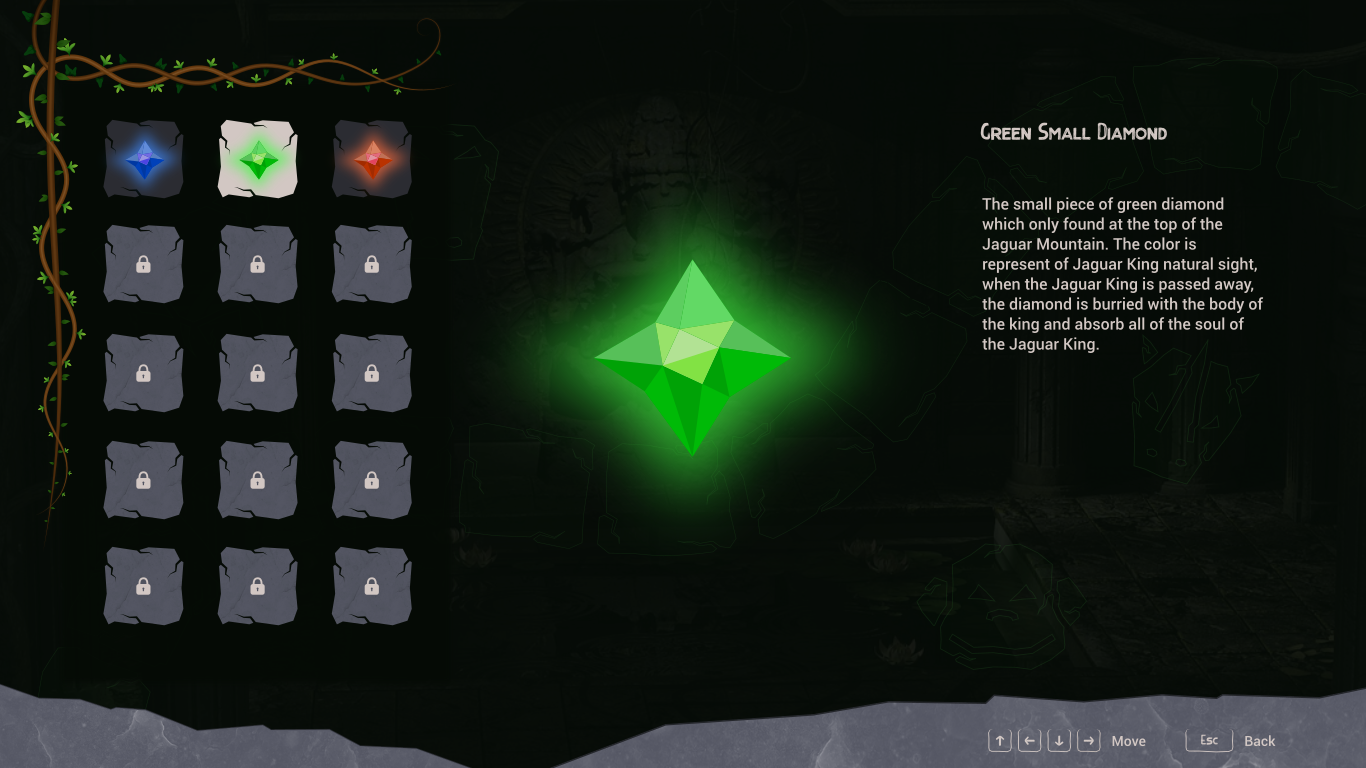 Green Small Diamond
The small piece of green diamond
which only found at the top of the
Jaguar Mountain. The color is
represent of Jaguar King natural sight,
when the Jaguar King is passed away,
the diamond is burried with the body of
the king and absorb all of the soul of
the Jaguar King.
↑ ← ↓ → Move Esc Back